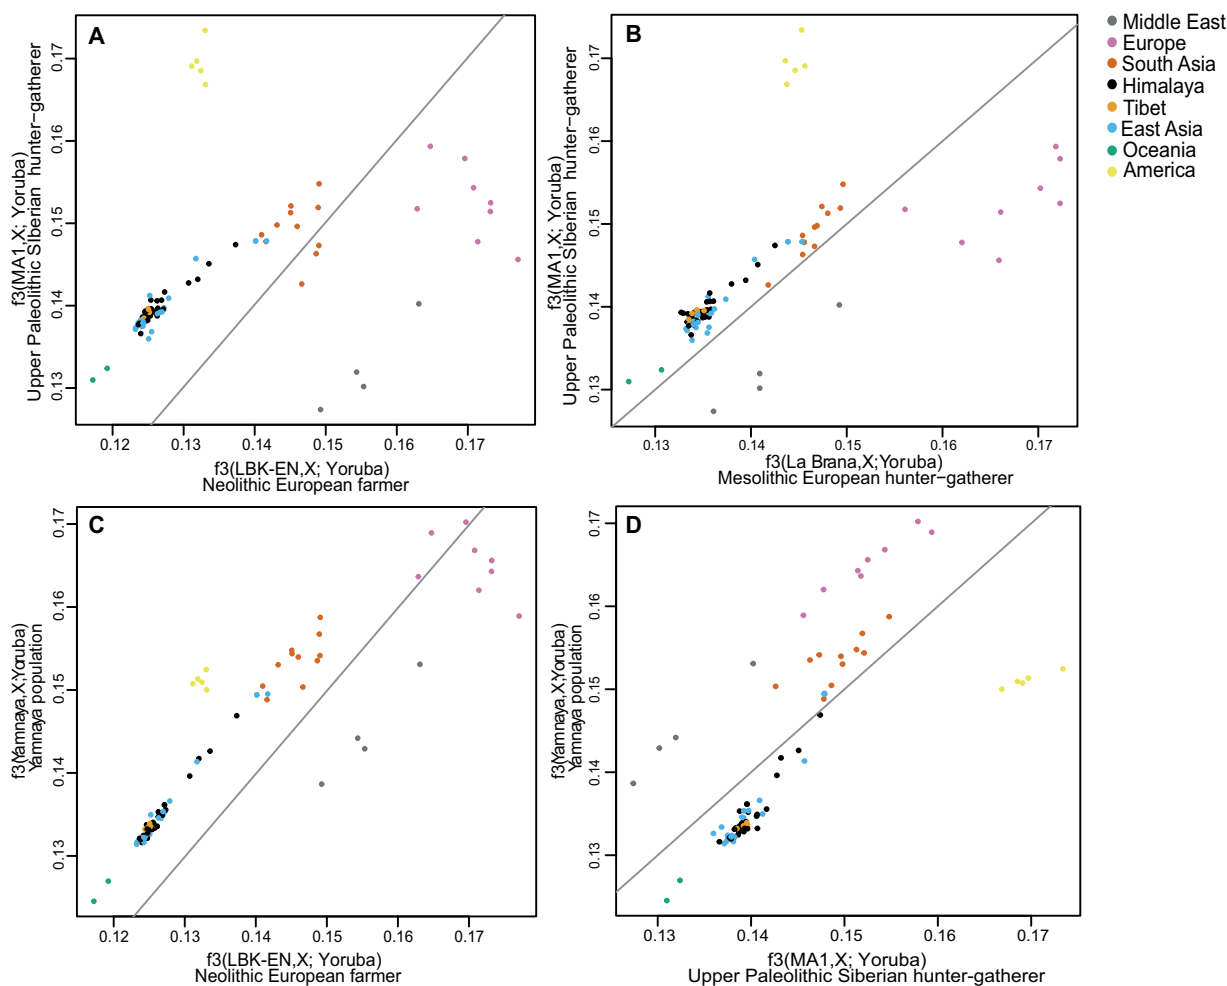 A
0.13 0.14 0.15 0.16 0.17
f3(MA1,X; Yoruba)
Upper Paleolithic SIberian hunter-gatherer
0.12 0.13 0.14 0.15 0.16 0.17
f3(LBK-EN,X; Yoruba)
Neolithic European farmer
B
0.13 0.14 0.15 0.16 0.17
f3(MA1,X; Yoruba)
Upper Paleolithic Siberian hunter-gatherer
0.13 0.14 0.15 0.16 0.17
f3(La Brana,X;Yoruba)
Mesolithic European hunter-gatherer
Middle East
Europe
South Asia
Himalaya
Tibet
East Asia
Oceania
America
C
0.13 0.14 0.15 0.16 0.17
f3(Yamnaya,X;Yoruba)
Yamnaya population
0.12 0.13 0.14 0.15 0.16 0.17
f3(LBK-EN,X; Yoruba)
Neolithic European farmer
D
0.13 0.14 0.15 0.16 0.17
f3(Yamnaya,X;Yoruba)
Yamnaya population
0.13 0.14 0.15 0.16 0.17
f3(MA1,X; Yoruba)
Upper Paleolithic Siberian hunter-gatherer